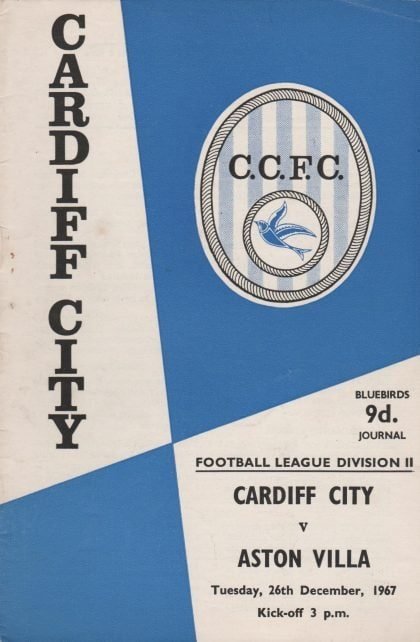 CARDIFF CITY
C.C.F.C.
BLUEBIRDS
9d.
JOURNAL
FOOTBALL LEAGUE DIVISION II
CARDIFF CITY
v
ASTON VILLA
Tuesday, 26th December, 1967
Kick-off 3 p.m.